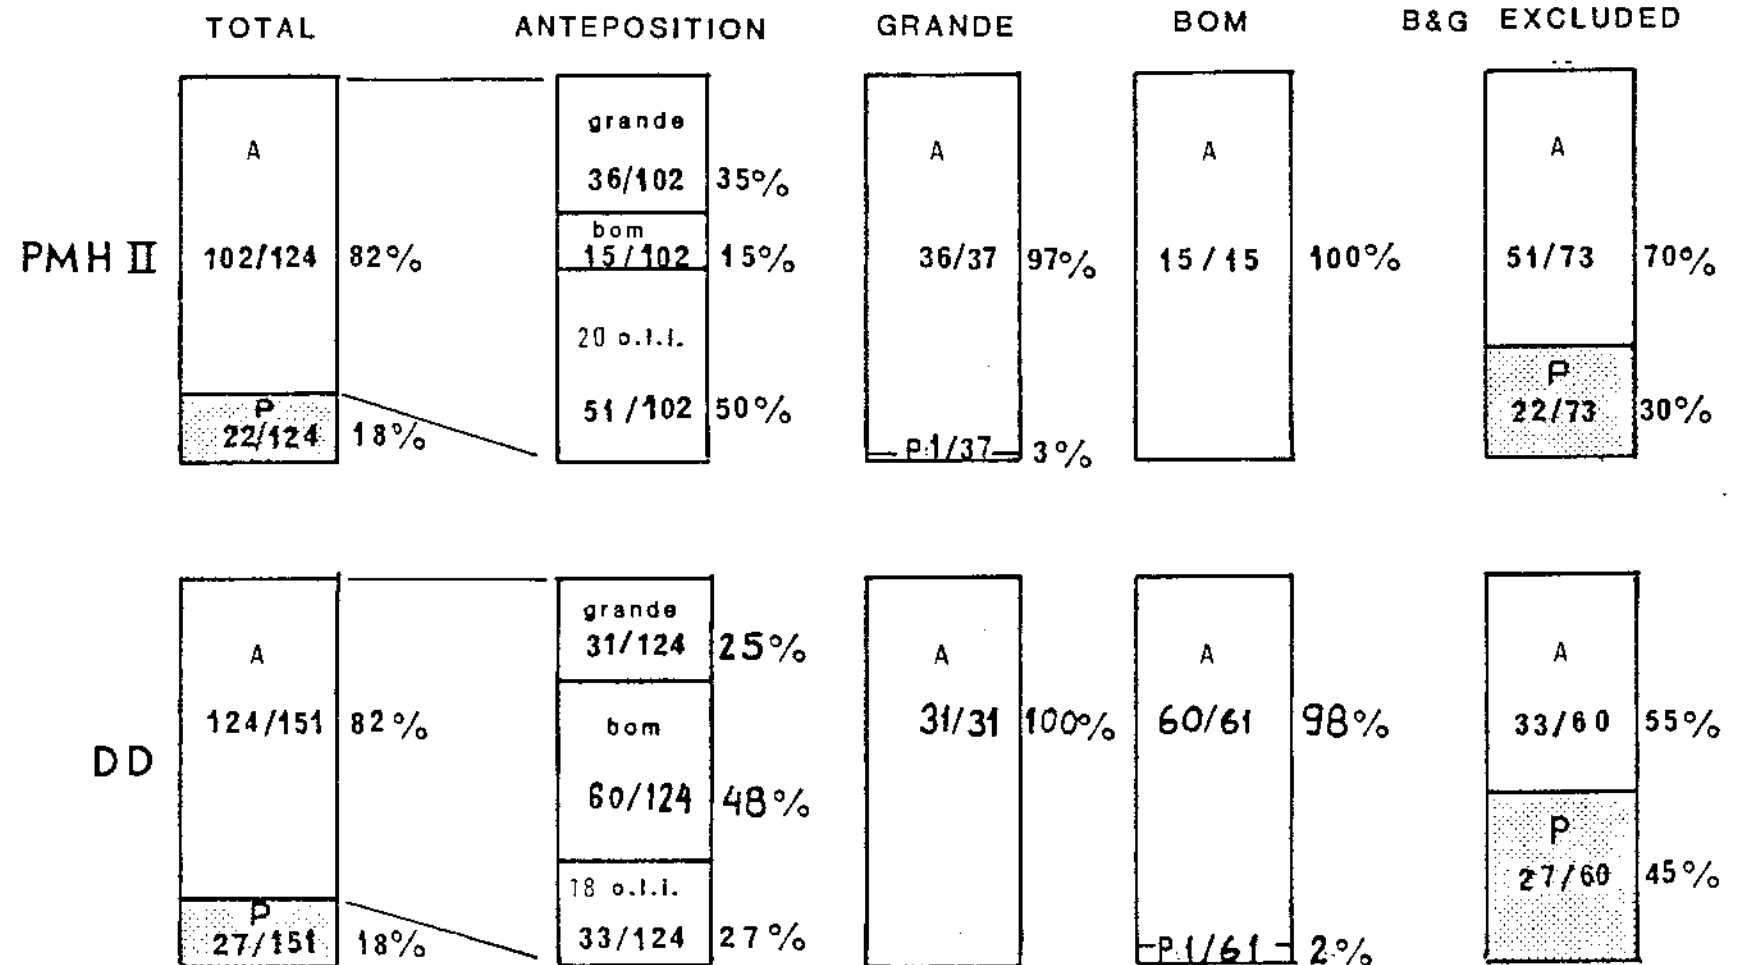 TOTAL ANTEPOSITION GRANDE BOM B&G EXCLUDED
PMH II
A
102/124 82%
P
22/124 18%
grande
36/102 35%
bom
15/102 15%
20 o.l.i.
51/102 50%
A
36/37 97%
P 1/37 3%
A
15/15 100%
A
51/73 70%
P
22/73 30%
DD
A
124/151 82%
P
27/151 18%
grande
31/124 25%
bom
60/124 48%
18 o.l.i.
33/124 27%
A
31/31 100%
A
60/61 98%
P 1/61 2%
A
33/60 55%
P
27/60 45%